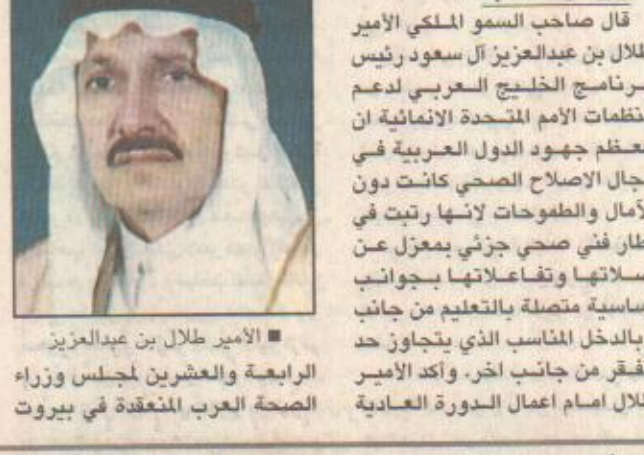 قال صاحب السمو الملكي الأمير
طلال بن عبدالعزيز آل سعود رئيس
برنامج الخليج العربي لدعم
منظمات الأمم المتحدة الانمائية ان
معظم جهود الدول العربية في
مجال الاصلاح الصحي كانت دون
الآمال والطموحات لانها رتبت في
اطار فني صحي جزئي بمعزل عن
صلاتها وتفاعلاتها بجوانب
اساسية متصلة بالتعليم من جانب
وبالدخل المناسب الذي يتجاوز حد
الفقر من جانب اخر. وأكد الأمير
طلال امام اعمال الدورة العادية
■ الأمير طلال بن عبدالعزيز
الرابعة والعشرين لمجلس وزراء
الصحة العرب المنعقدة في بيروت